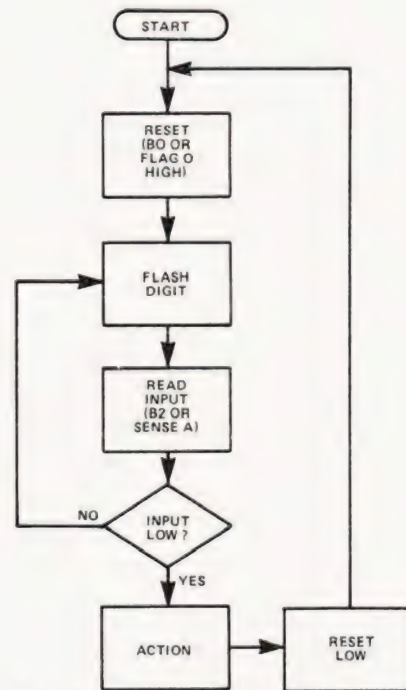 START
RESET
(B0 OR
FLAG O
HIGH)
FLASH
DIGIT
READ
INPUT
(B2 OR
SENSE A)
INPUT
LOW ?
NO
YES
ACTION
RESET
LOW